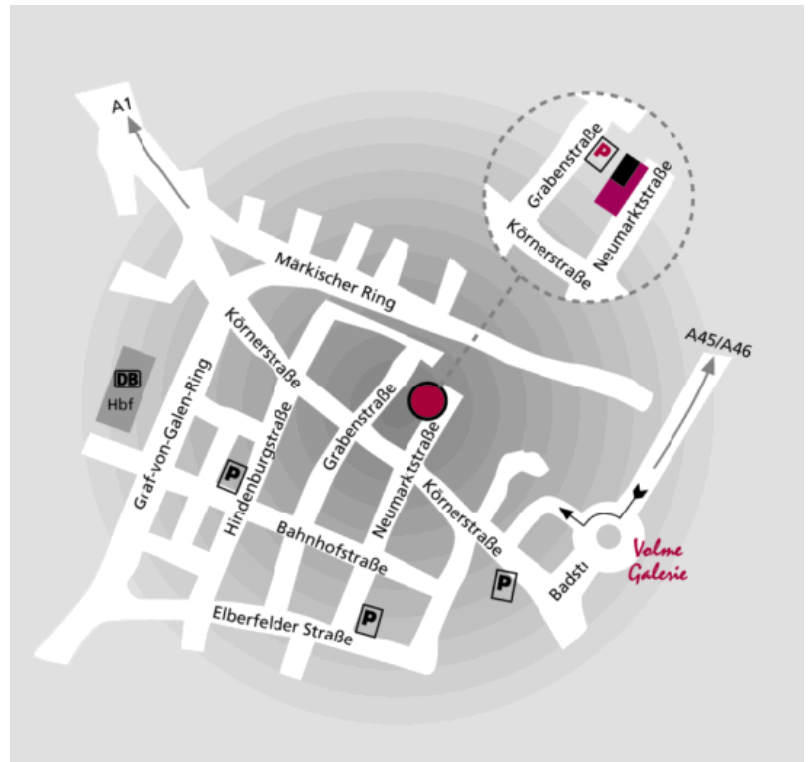 A1
Grabenstraße
P
Neumarktstraße
Körnerstraße
Märkischer Ring
Körnerstraße
A45/A46
DB
Hbf
Graf-von-Galen-Ring
Grabenstraße
Hindenburgstraße
P
Neumarktstraße
Körnerstraße
Bahnhofstraße
Volme
Galerie
P
Badstr
P
Elberfelder Straße